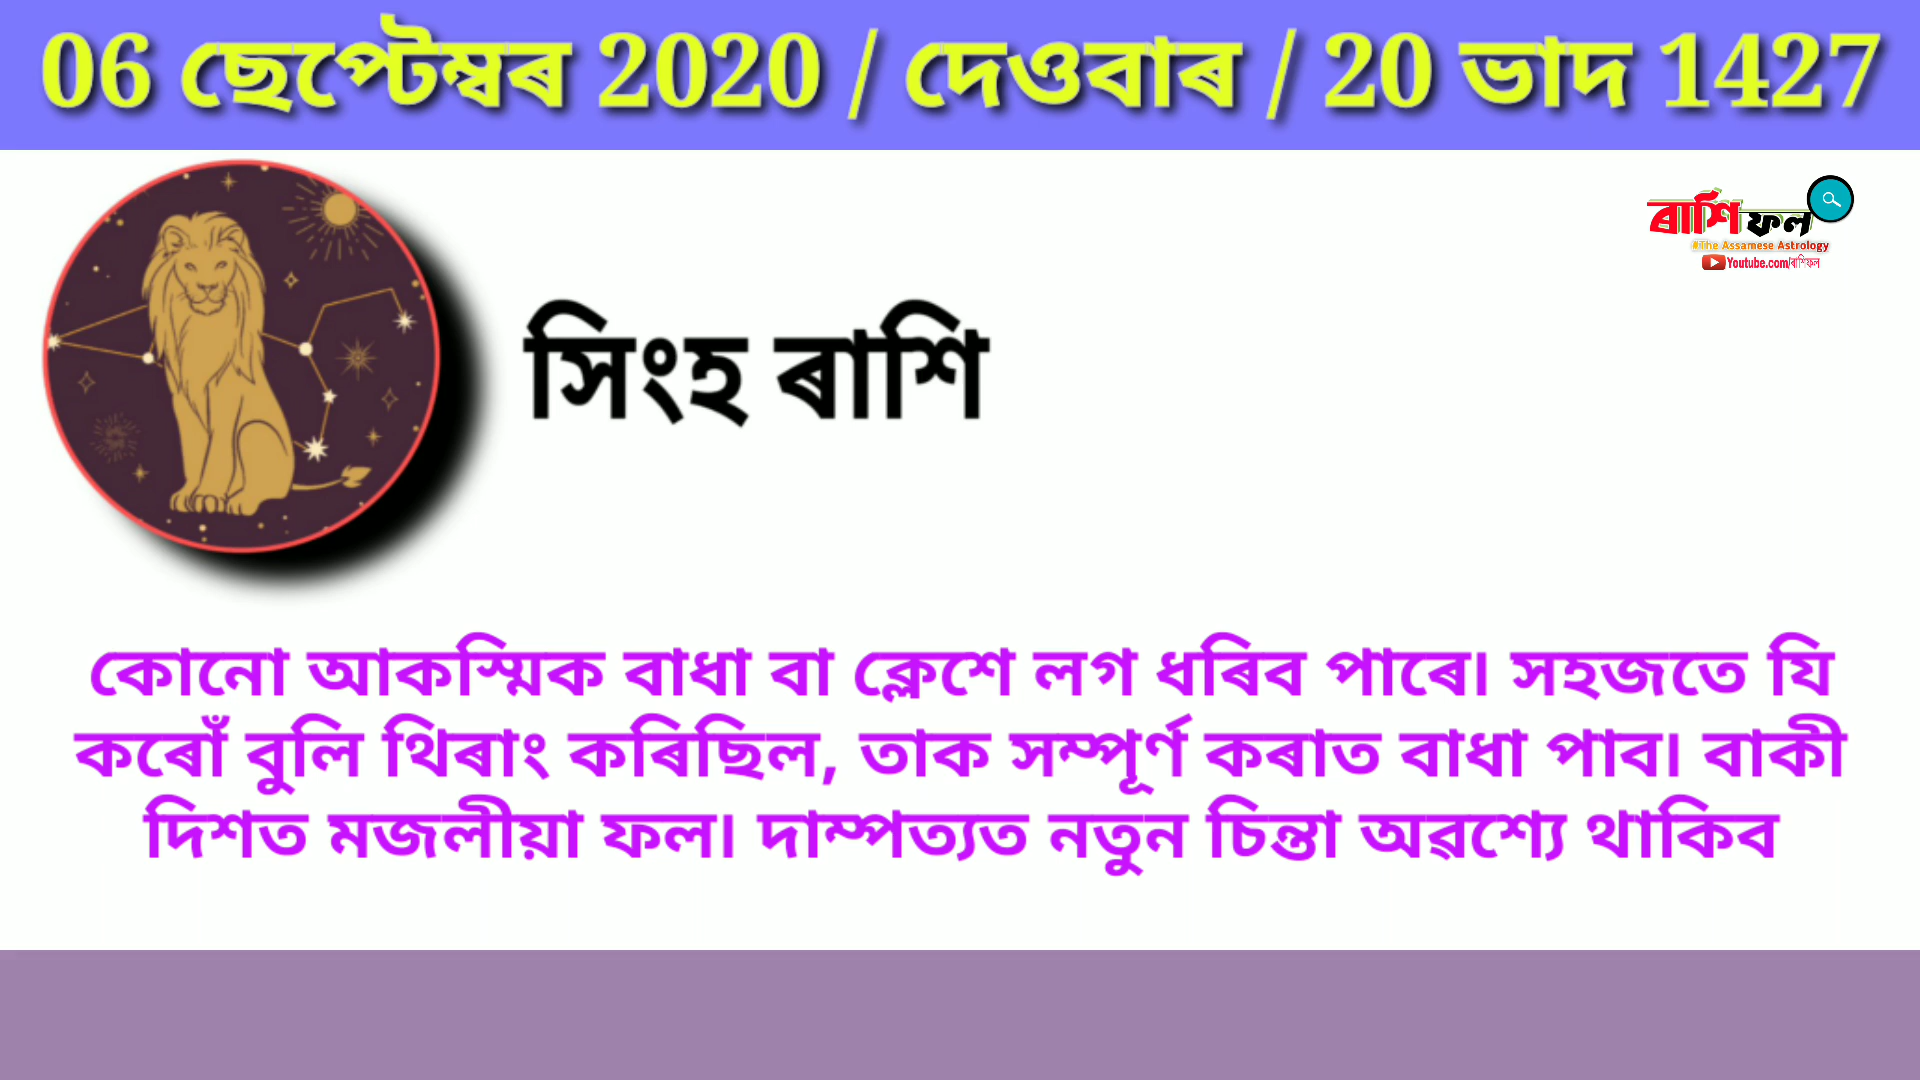 06 ছেপ্টেম্বৰ 2020 / দেওবাৰ / 20 ভাদ 1427
ৰাশি ফল
#The Assamese Astrology
Youtube.com/ৰাশিফল
সিংহ ৰাশি
কোনো আকস্মিক বাধা বা ক্লেশে লগ ধৰিব পাৰে। সহজতে যি
কৰোঁ বুলি থিৰাং কৰিছিল, তাক সম্পূৰ্ণ কৰাত বাধা পাব। বাকী
দিশত মজলীয়া ফল। দাম্পত্যত নতুন চিন্তা অৱশ্যে থাকিব